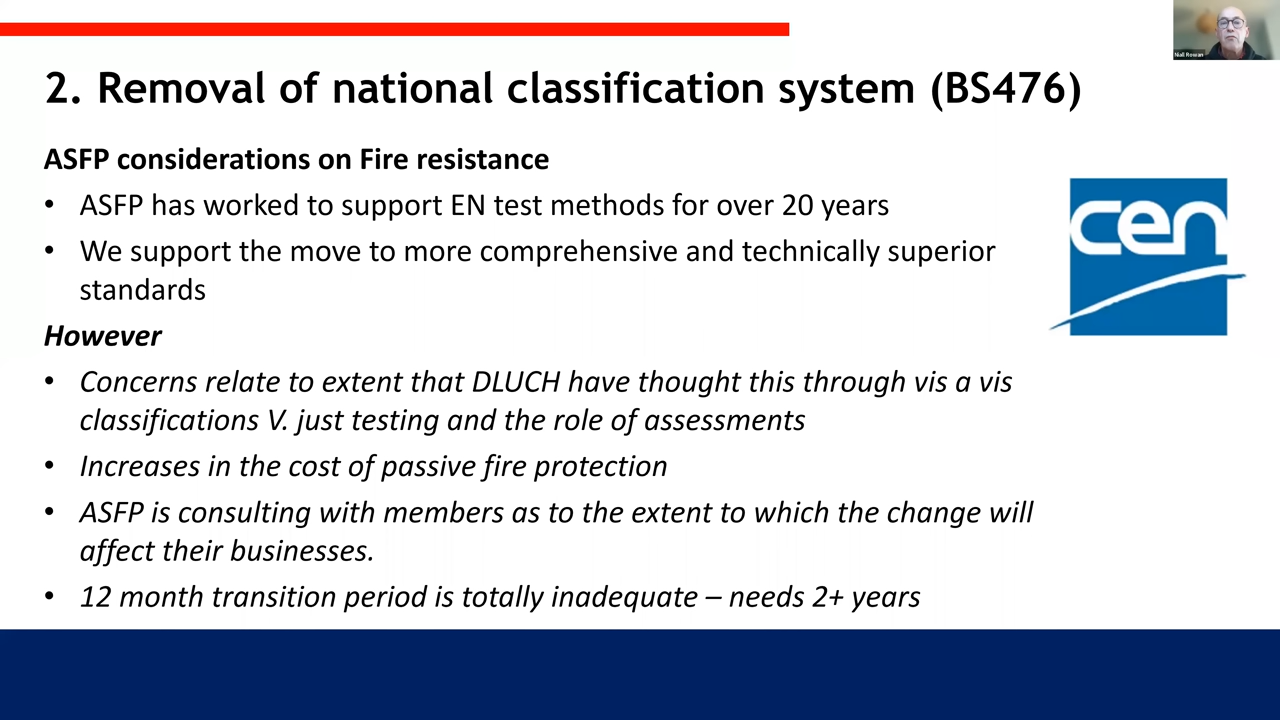 Niall Rowan
2. Removal of national classification system (BS476)
ASFP considerations on Fire resistance
• ASFP has worked to support EN test methods for over 20 years
• We support the move to more comprehensive and technically superior
standards
cen
However
• Concerns relate to extent that DLUCH have thought this through vis a vis
classifications V. just testing and the role of assessments
• Increases in the cost of passive fire protection
• ASFP is consulting with members as to the extent to which the change will
affect their businesses.
• 12 month transition period is totally inadequate – needs 2+ years